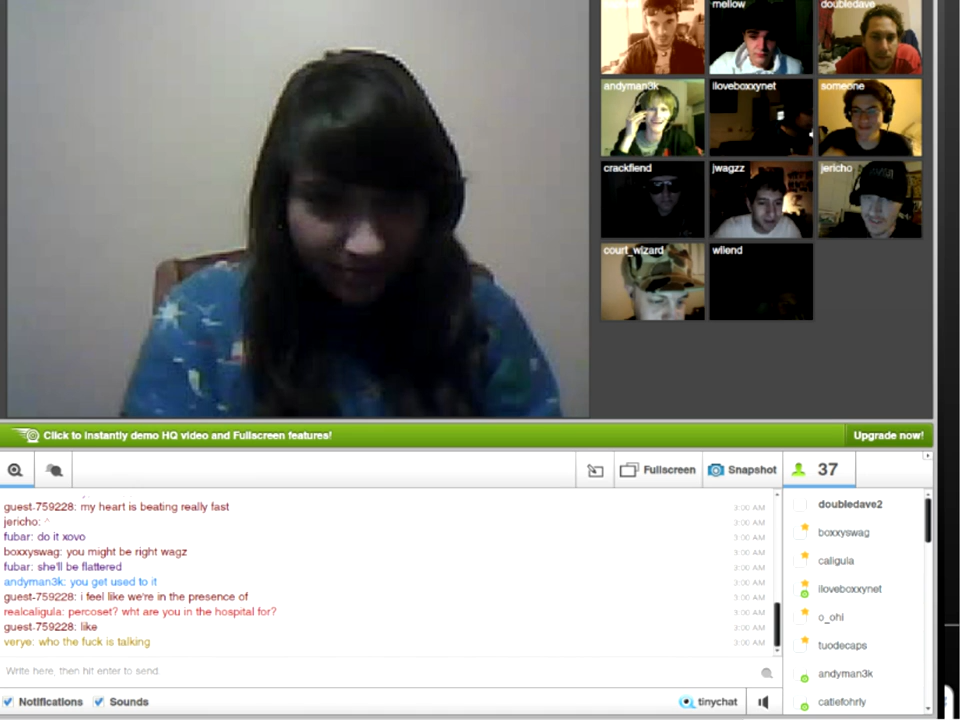 mellow
doubledave
andyman3k
iloveboxxynet
someone
crackfiend
jwagzz
jericho
court_wizard
wilend
Click to instantly demo HQ video and Fullscreen features!
Upgrade now!
Fullscreen
Snapshot
37
guest-759228: my heart is beating really fast 3:00 AM
jericho: ^ 3:00 AM
fubar: do it xovo 3:00 AM
boxxyswag: you might be right wagz 3:00 AM
fubar: she'll be flattered 3:00 AM
andyman3k: you get used to it 3:00 AM
guest-759228: i feel like we're in the presence of 3:00 AM
realcaligula: percoset? wht are you in the hospital for? 3:00 AM
guest-759228: like 3:00 AM
verye: who the fuck is talking 3:00 AM
doubledave2
boxxyswag
caligula
iloveboxxynet
o_ohi
tuodecaps
andyman3k
catiefohrly
Write here, then hit enter to send
Notifications
Sounds
tinychat